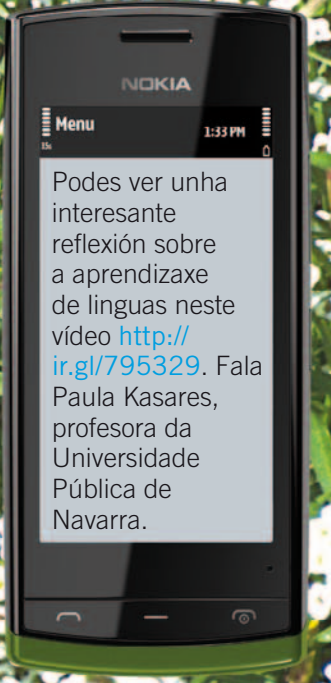 NOKIA
Menu
1:33 PM
Podes ver unha
interesante
reflexión sobre
a aprendizaxe
de linguas neste
vídeo http://
ir.gl/795329. Fala
Paula Kasares,
profesora da
Universidade
Pública de
Navarra.